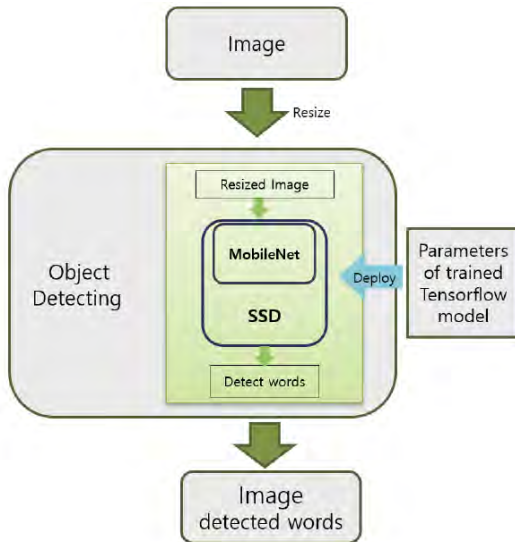 Image
Resize
Resized Image
MobileNet
SSD
Detect words
Object
Detecting
Deploy
Parameters
of trained
Tensorflow
model
Image
detected words